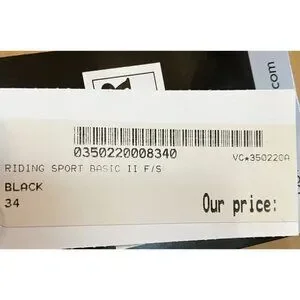 .com
0350220008340
VC*350220A
RIDING SPORT BASIC II F/S
BLACK
34
Our price: